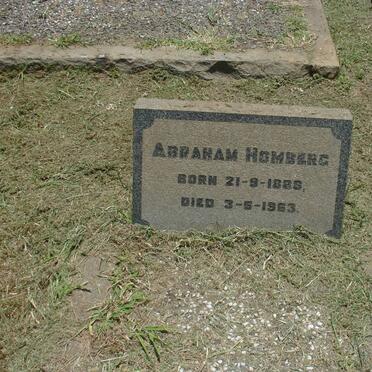 ABRAHAM HOMBERG
BORN 21-9-1888,
DIED 3-6-1963.